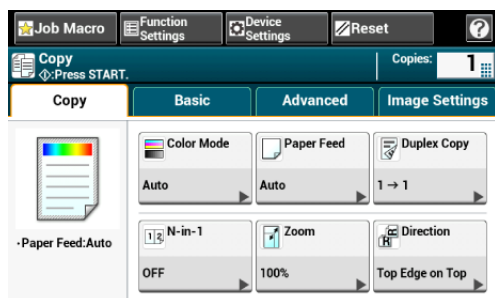 Job Macro
Function
Settings
Device
Settings
Reset
?
Copy
:Press START.
Copies:
1
Copy
Basic
Advanced
Image Settings
Color Mode
Auto
Paper Feed
Auto
Duplex Copy
1 → 1
·Paper Feed:Auto
1 2
N-in-1
OFF
Zoom
100%
R R
Direction
Top Edge on Top